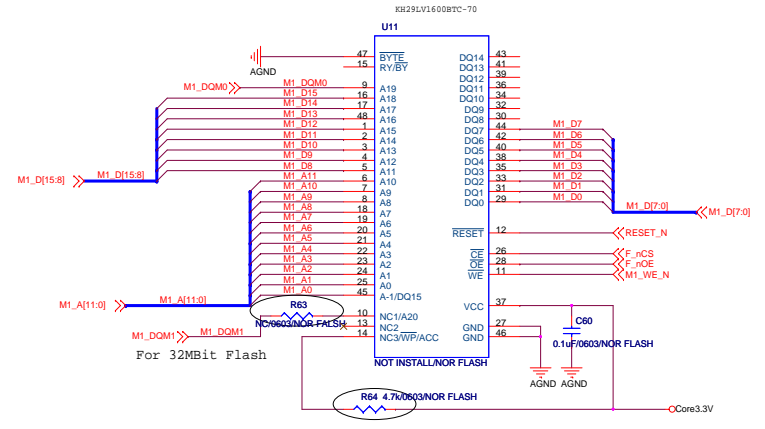 KH29LV1600BTC-70
U11
AGND
47 BYTE
15 RY/BY
M1_DQM0 M1_DQM0 9 A19
M1_D15 16 A18
M1_D14 17 A17
M1_D13 48 A16
M1_D12 1 A15
M1_D11 2 A14
M1_D10 3 A13
M1_D9 4 A12
M1_D8 5 A11
M1_A11 6 A10
M1_A10 7 A9
M1_A9 8 A8
M1_A8 18 A7
M1_A7 19 A6
M1_A6 20 A5
M1_A5 21 A4
M1_A4 22 A3
M1_A3 23 A2
M1_A2 24 A1
M1_A1 25 A0
M1_A0 45 A-1/DQ15
M1_D[15:8] M1_D[15:8]
M1_A[11:0] M1_A[11:0]
R63
NC/0603/NOR FALSH
M1_DQM1 M1_DQM1
10 NC1/A20
13 NC2
14 NC3/WP/ACC
For 32MBit Flash
DQ14 43
DQ13 41
DQ12 39
DQ11 36
DQ10 34
DQ9 32
DQ8 30
DQ7 44 M1_D7
DQ6 42 M1_D6
DQ5 40 M1_D5
DQ4 38 M1_D4
DQ3 35 M1_D3
DQ2 33 M1_D2
DQ1 31 M1_D1
DQ0 29 M1_D0
M1_D[7:0] M1_D[7:0]
RESET 12 RESET_N
CE 26 F_nCS
OE 28 F_nOE
WE 11 M1_WE_N
VCC 37
GND 27
GND 46
C60
0.1uF/0603/NOR FLASH
NOT INSTALL/NOR FLASH
AGND AGND
R64 4.7k/0603/NOR FLASH
Core3.3V